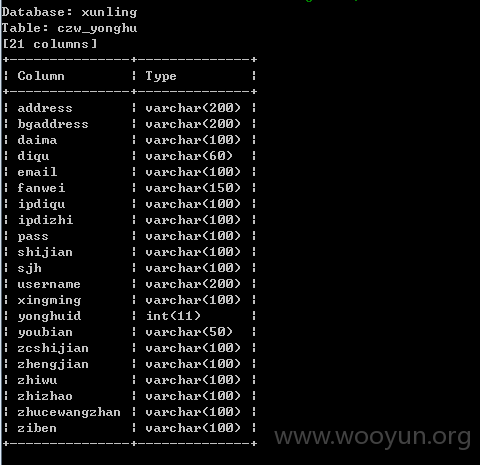 Database: xunling
Table: czw_yonghu
[21 columns]
+---------------+--------------+
¦ Column        ¦ Type         ¦
+---------------+--------------+
¦ address       ¦ varchar(200) ¦
¦ bgaddress     ¦ varchar(200) ¦
¦ daima         ¦ varchar(100) ¦
¦ diqu          ¦ varchar(60)  ¦
¦ email         ¦ varchar(100) ¦
¦ fanwei        ¦ varchar(150) ¦
¦ ipdiqu        ¦ varchar(100) ¦
¦ ipdizhi       ¦ varchar(100) ¦
¦ pass          ¦ varchar(100) ¦
¦ shijian       ¦ varchar(100) ¦
¦ sjh           ¦ varchar(100) ¦
¦ username      ¦ varchar(200) ¦
¦ xingming      ¦ varchar(100) ¦
¦ yonghuid      ¦ int(11)      ¦
¦ youbian       ¦ varchar(50)  ¦
¦ zcshijian     ¦ varchar(100) ¦
¦ zhengjian     ¦ varchar(100) ¦
¦ zhiwu         ¦ varchar(100) ¦
¦ zhizhao       ¦ varchar(100) ¦
¦ zhucewangzhan ¦ varchar(100) ¦
¦ ziben         ¦ varchar(100) ¦
+---------------+--------------+
www.wooyun.org